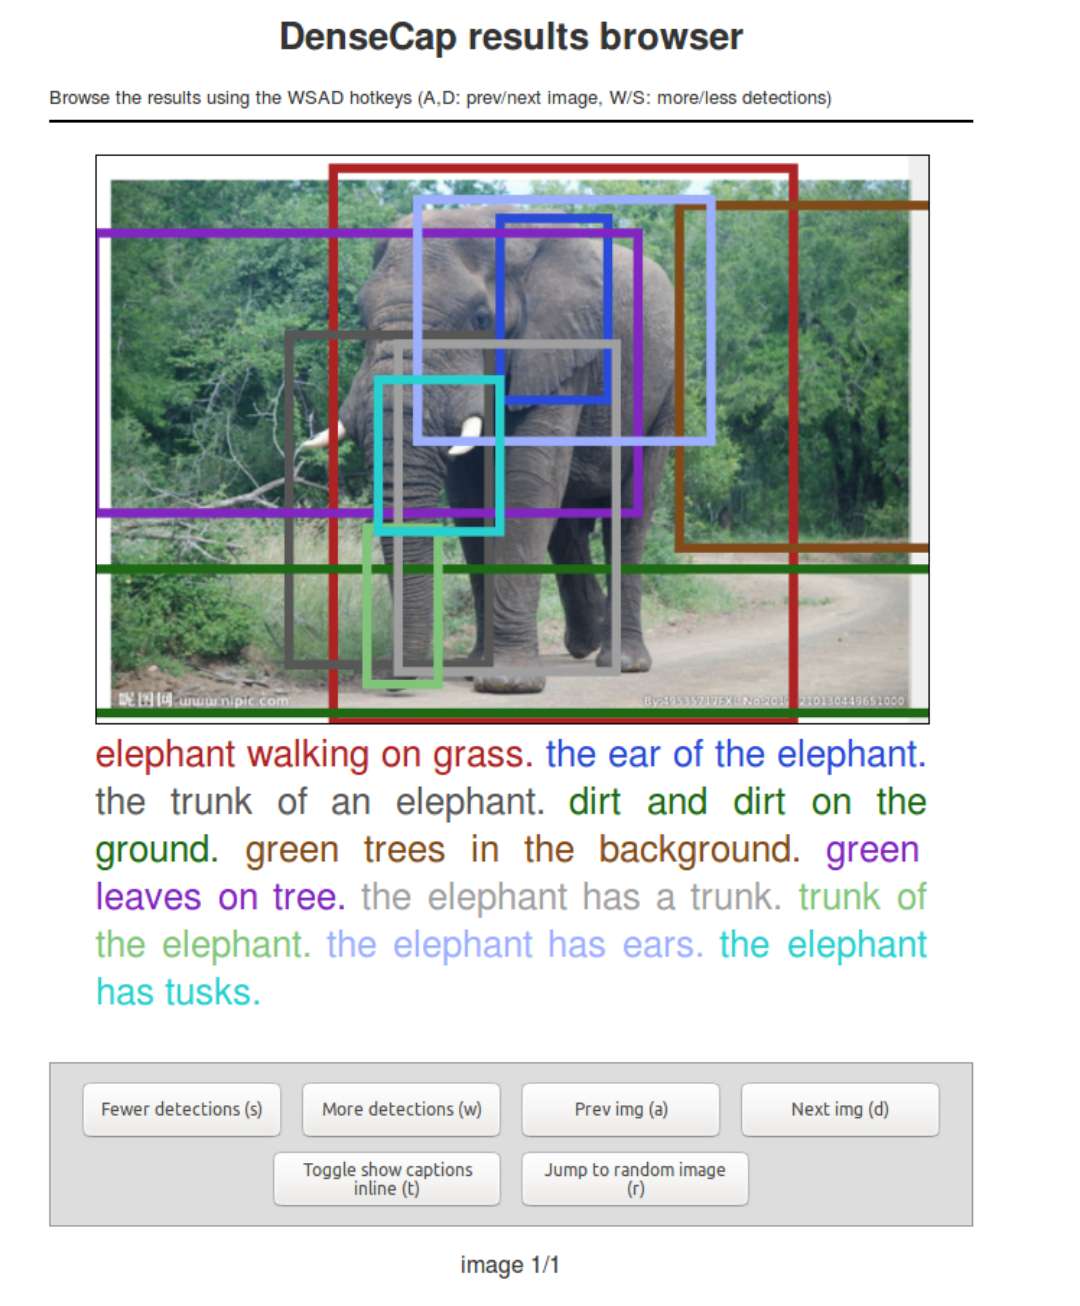 DenseCap results browser
Browse the results using the WSAD hotkeys (A,D: prev/next image, W/S: more/less detections)
昵图网 www.nipic.com
elephant walking on grass. the ear of the elephant.
the trunk of an elephant. dirt and dirt on the
ground. green trees in the background. green
leaves on tree. the elephant has a trunk. trunk of
the elephant. the elephant has ears. the elephant
has tusks.
Fewer detections (s)
More detections (w)
Prev img (a)
Next img (d)
Toggle show captions
inline (t)
Jump to random image
(r)
image 1/1